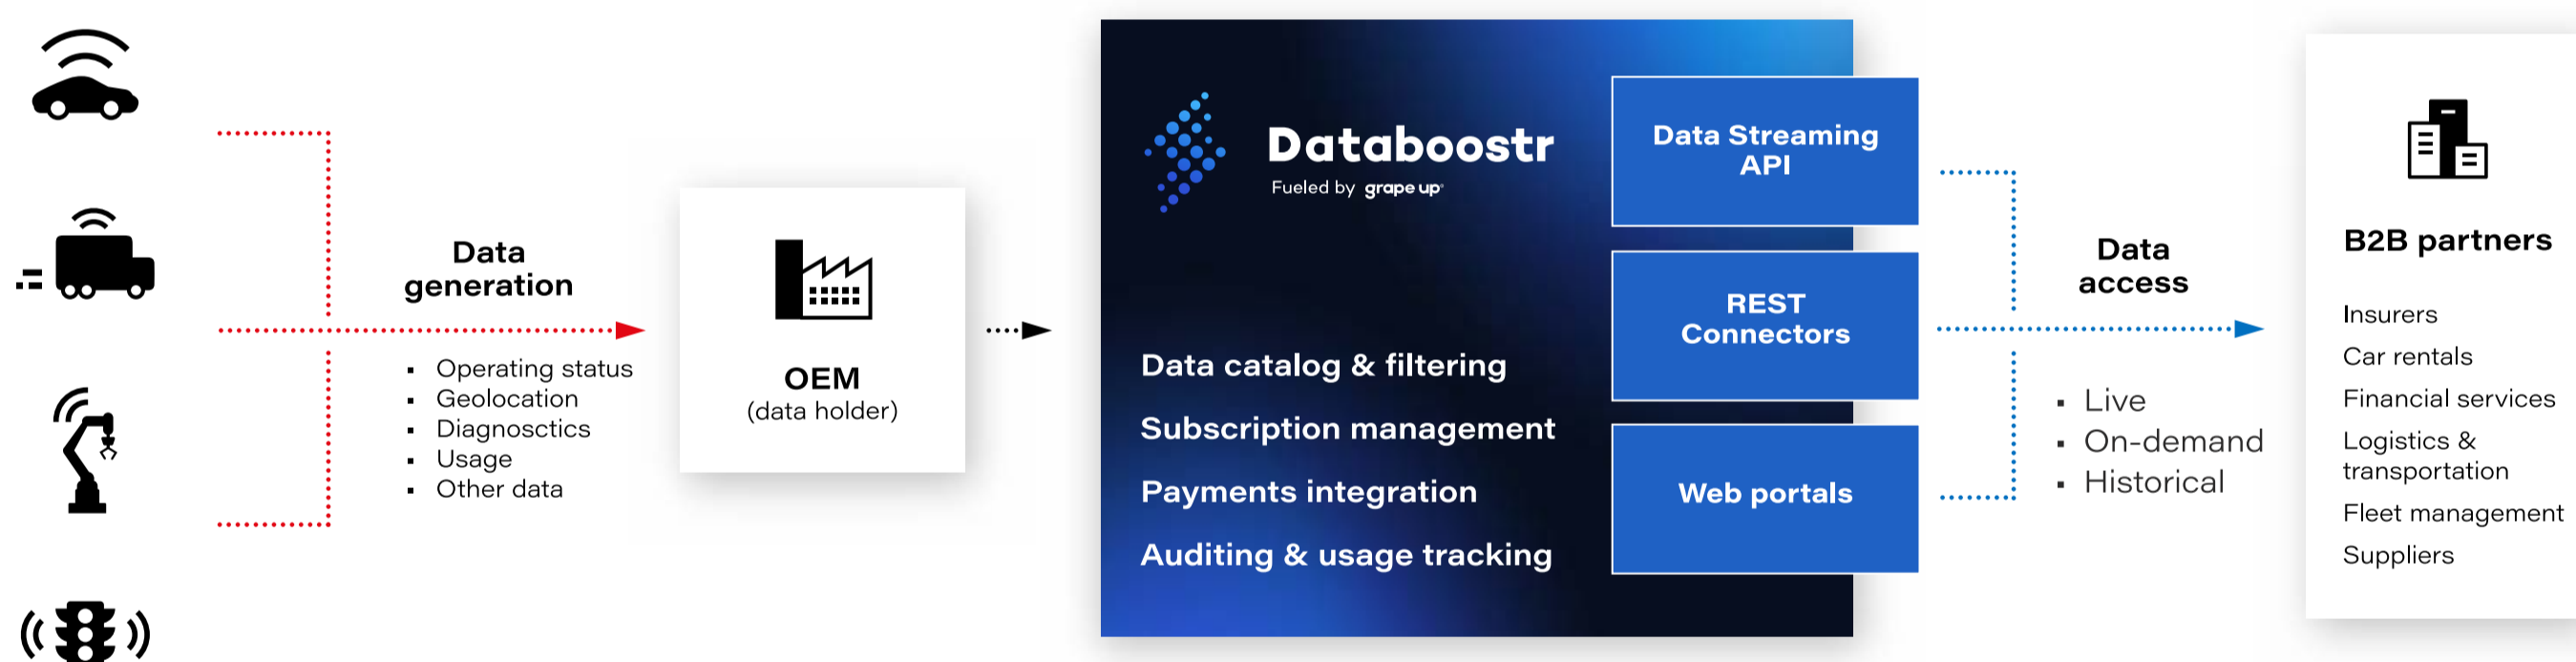 Data
generation
Operating status
Geolocation
Diagnosctics
Usage
Other data
OEM
(data holder)
Databoostr
Fueled by grape up
Data catalog & filtering
Subscription management
Payments integration
Auditing & usage tracking
Data Streaming
API
REST
Connectors
Web portals
Data
access
Live
On-demand
Historical
B2B partners
Insurers
Car rentals
Financial services
Logistics &
transportation
Fleet management
Suppliers